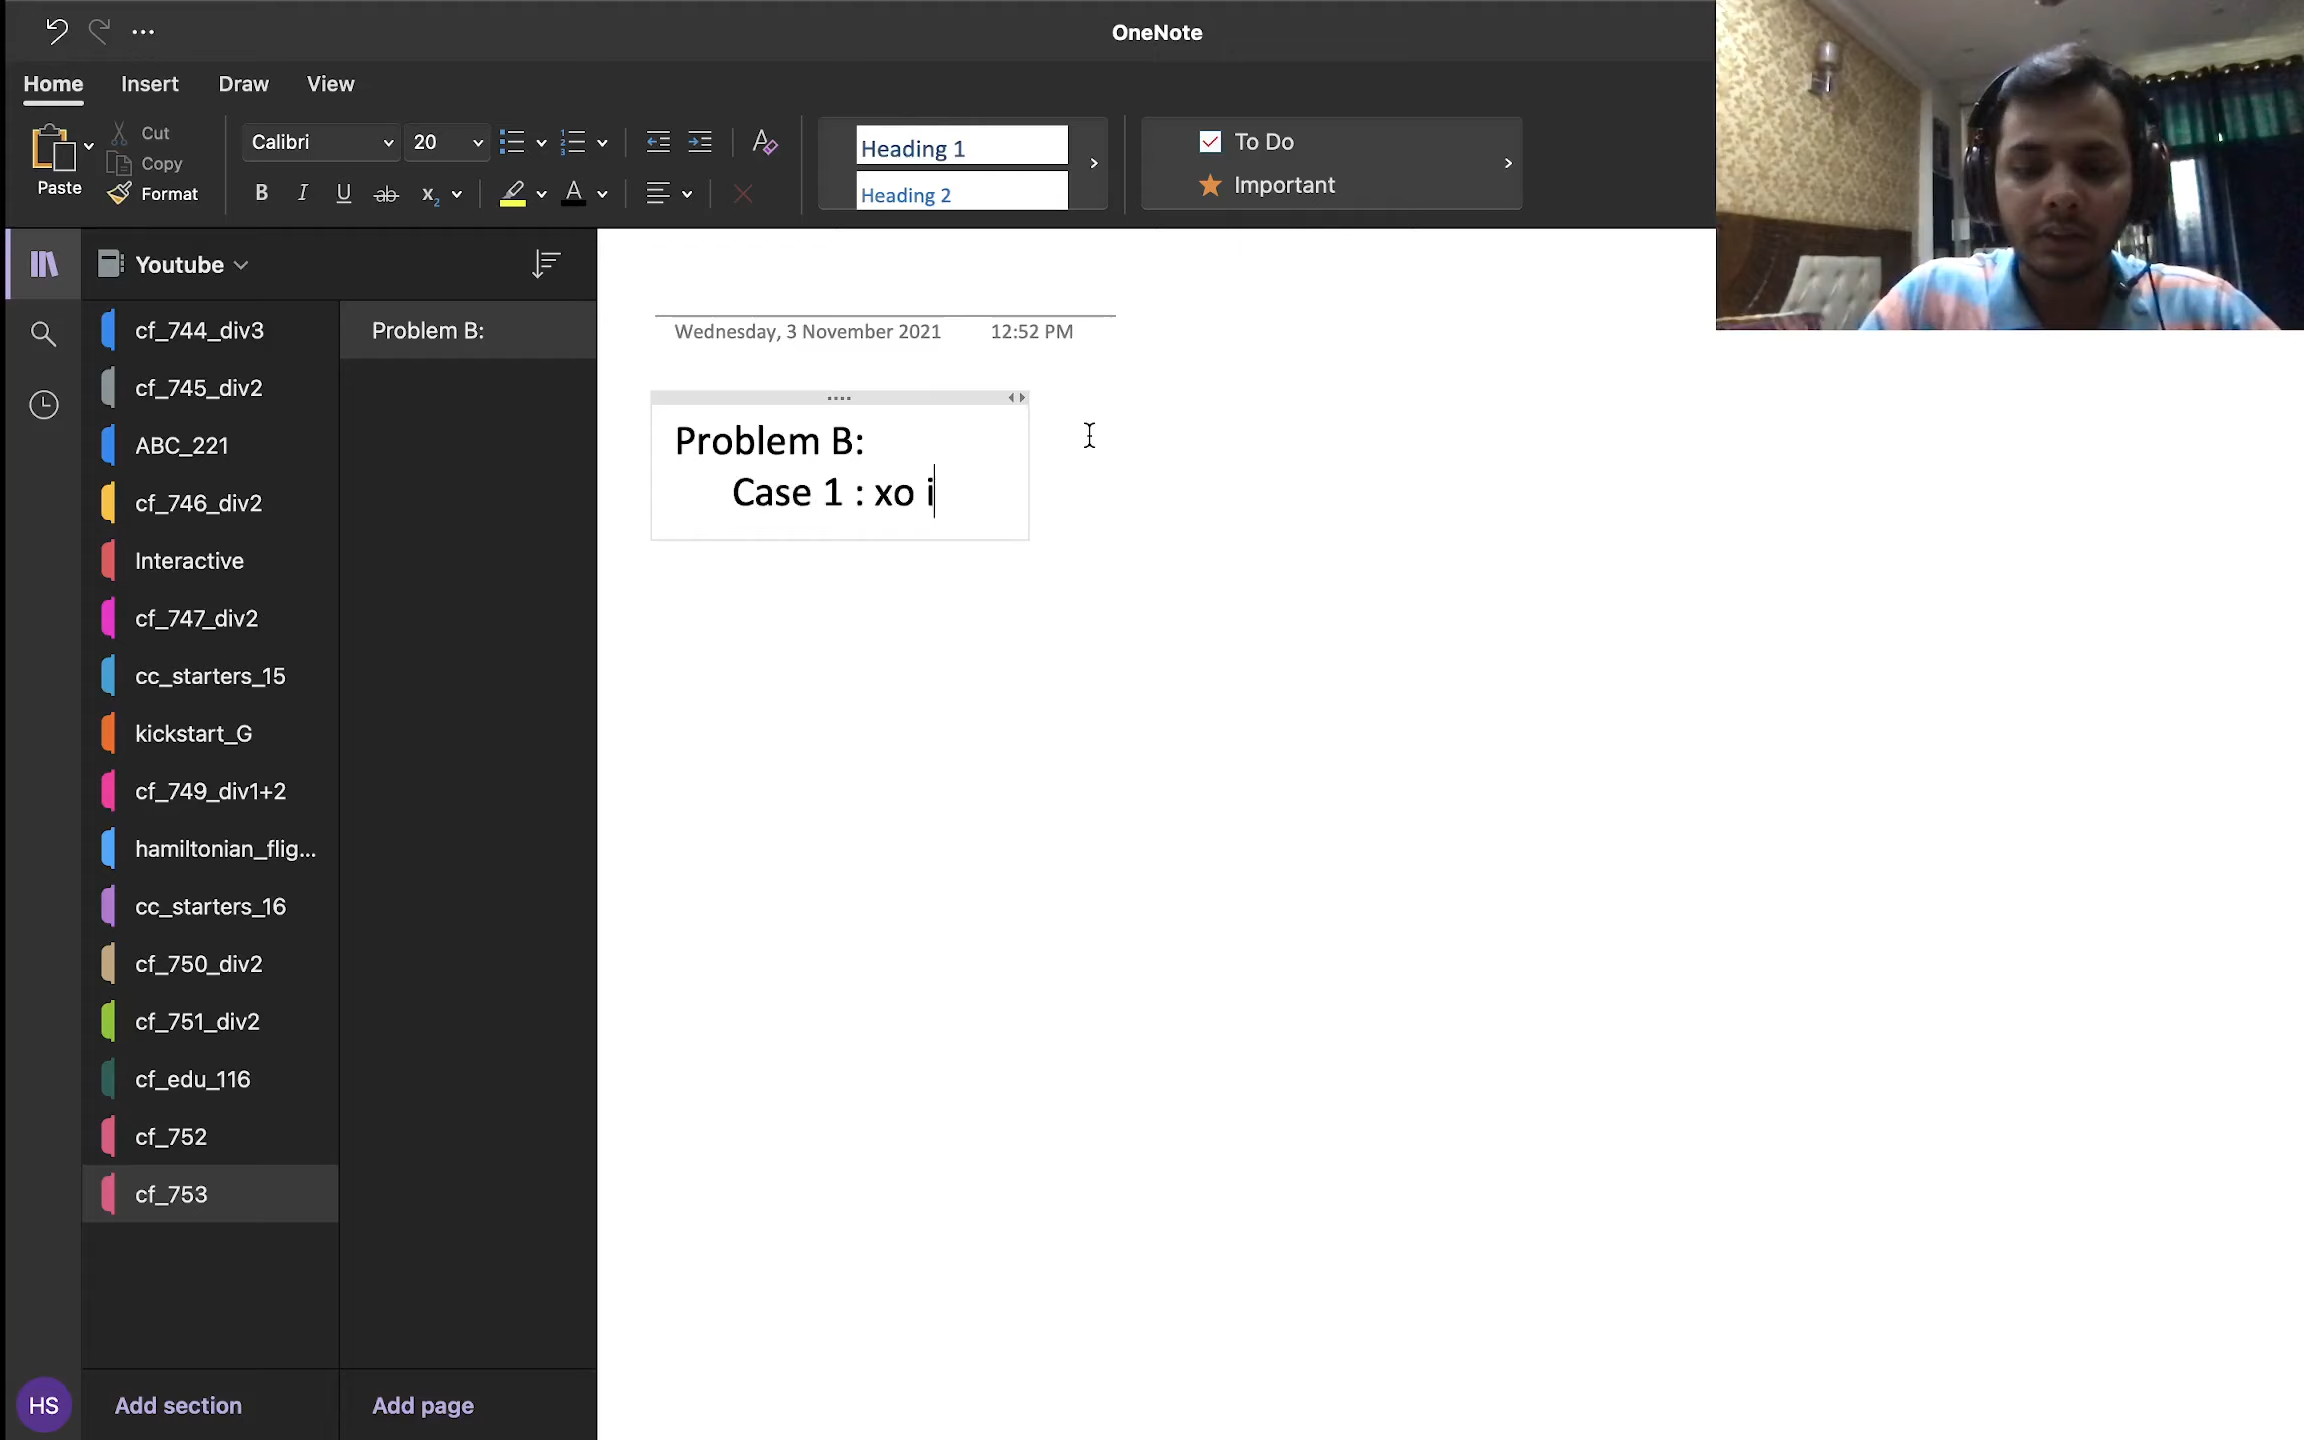 OneNote
Home Insert Draw View
Paste
Cut
Copy
Format
Calibri 20
B I U ab x2 A
Heading 1
Heading 2
To Do
Important
Youtube
cf_744_div3
cf_745_div2
ABC_221
cf_746_div2
Interactive
cf_747_div2
cc_starters_15
kickstart_G
cf_749_div1+2
hamiltonian_flig...
cc_starters_16
cf_750_div2
cf_751_div2
cf_edu_116
cf_752
cf_753
Problem B:
Wednesday, 3 November 2021 12:52 PM
Problem B:
Case 1 : xo i
HS
Add section
Add page